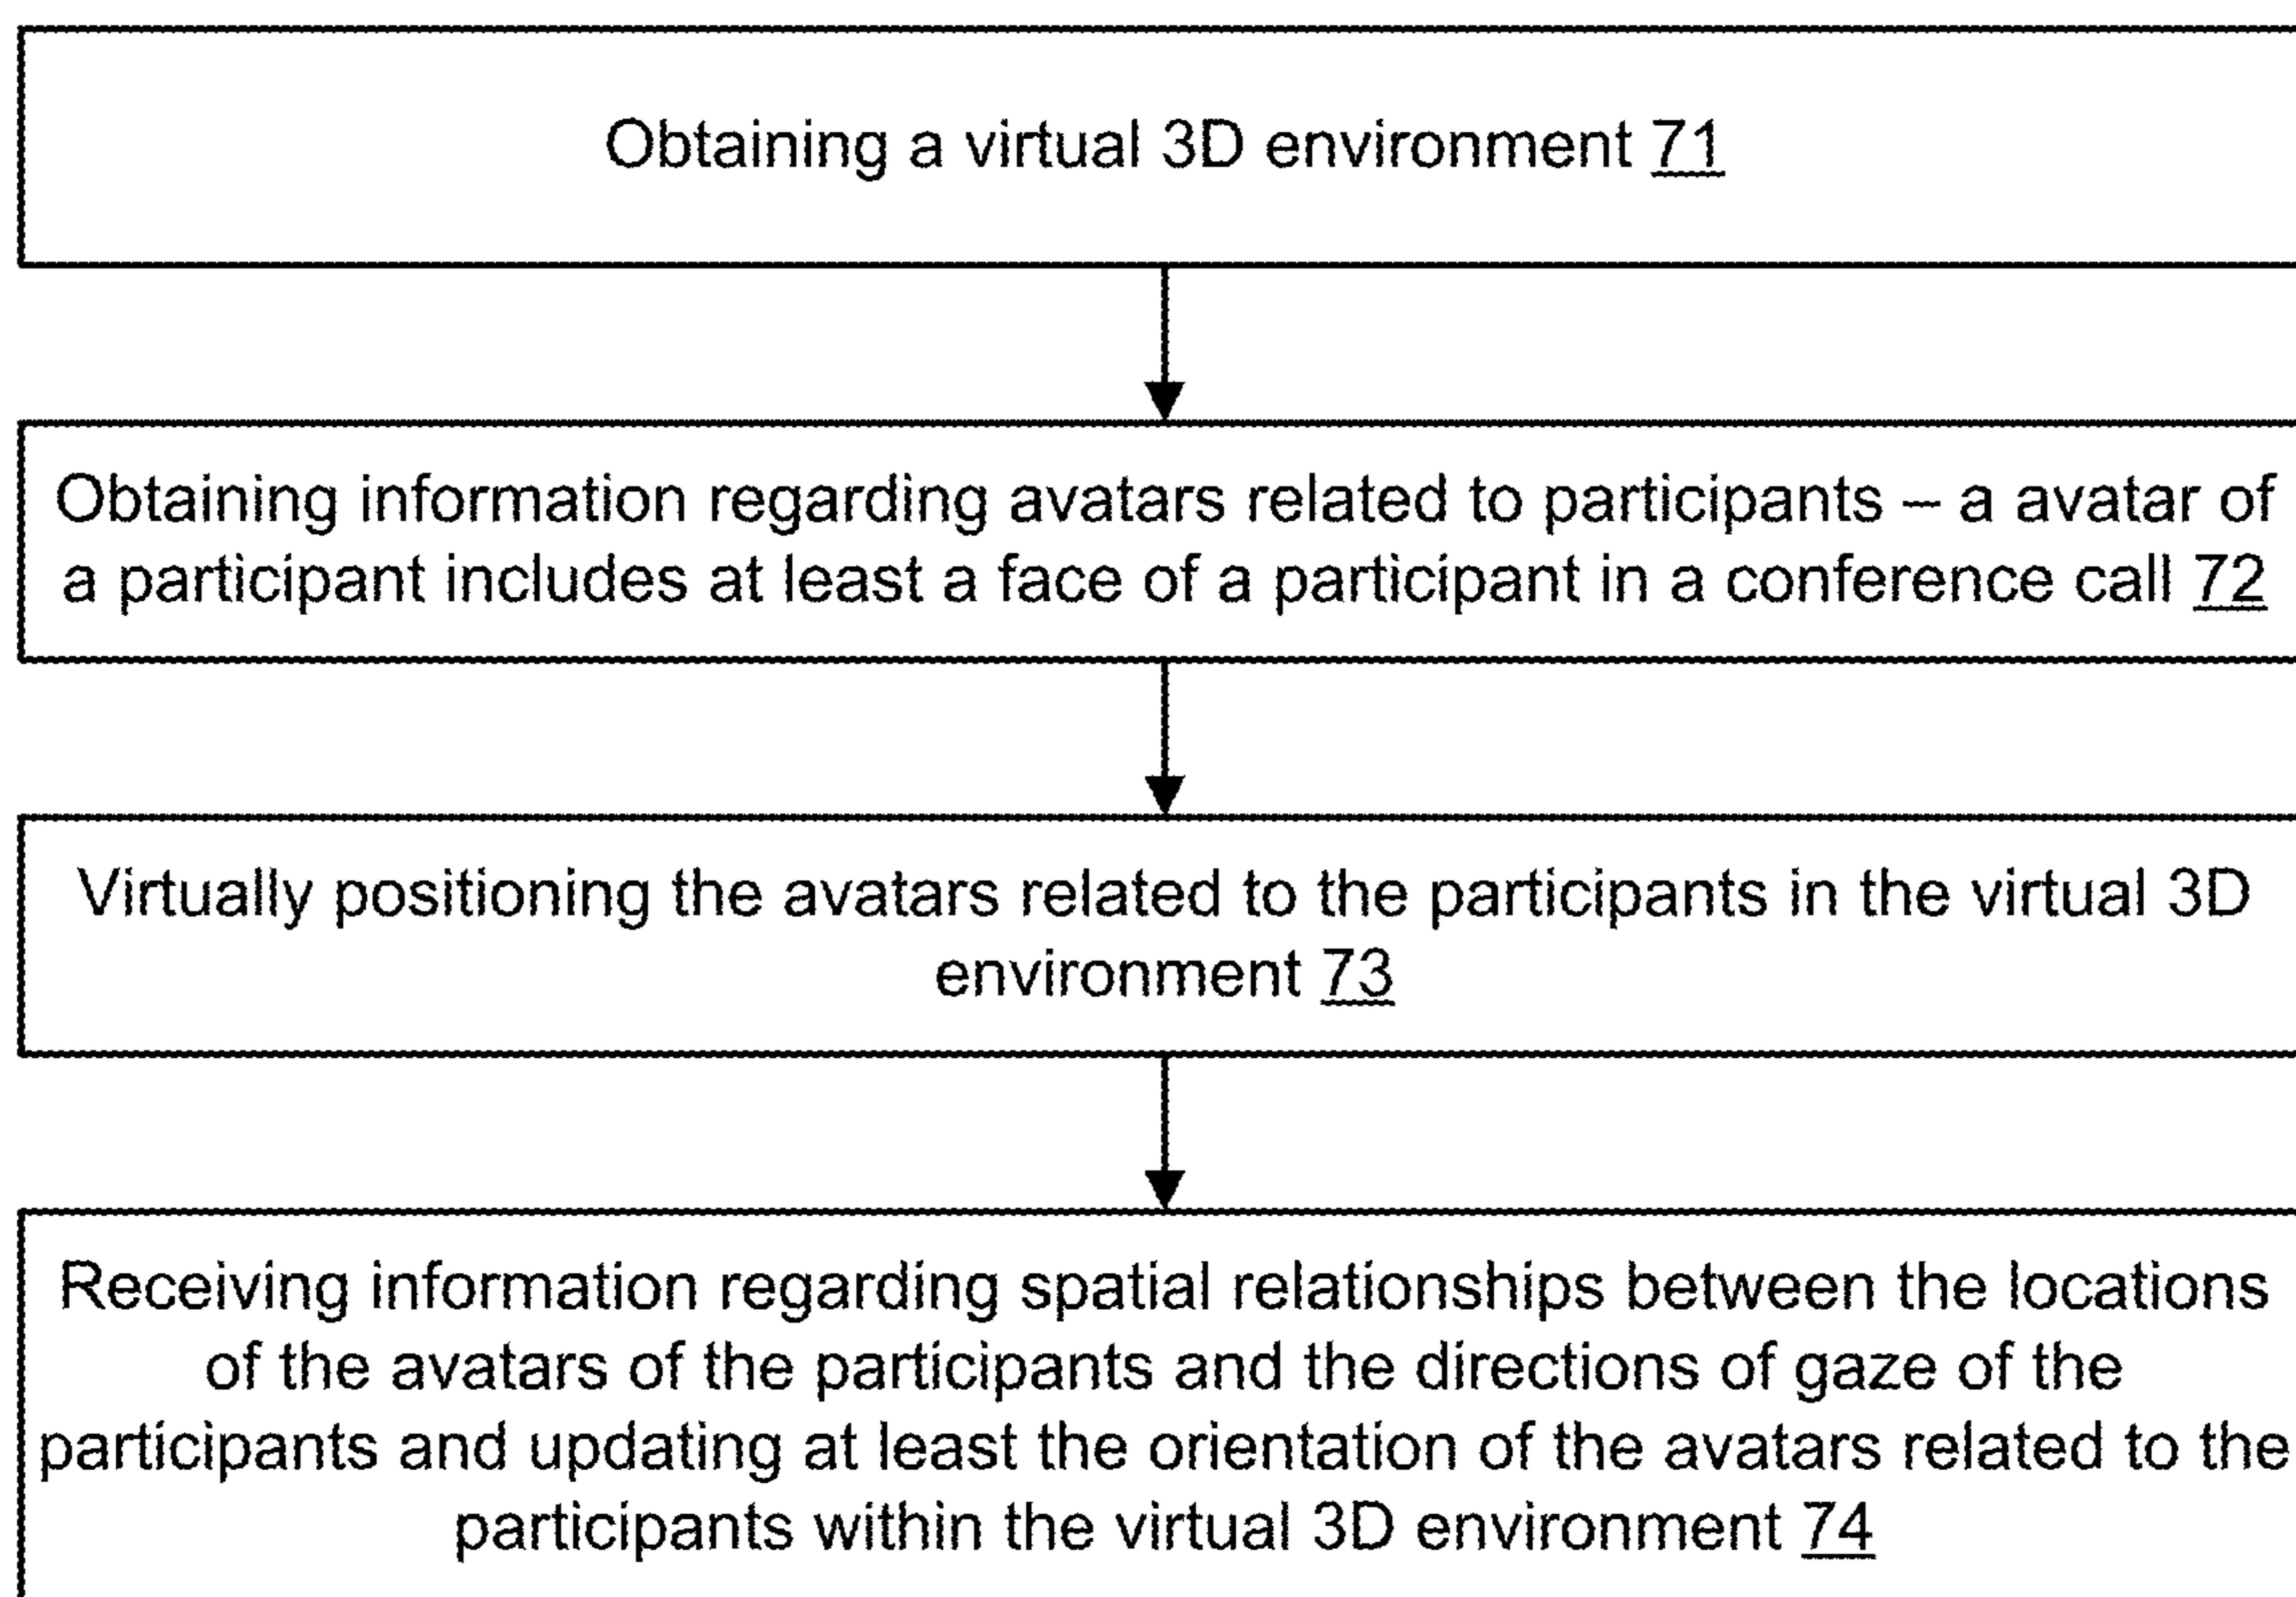 Obtaining a virtual 3D environment 71
Obtaining information regarding avatars related to participants – a avatar of
a participant includes at least a face of a participant in a conference call 72
Virtually positioning the avatars related to the participants in the virtual 3D
environment 73
Receiving information regarding spatial relationships between the locations
of the avatars of the participants and the directions of gaze of the
participants and updating at least the orientation of the avatars related to the
participants within the virtual 3D environment 74